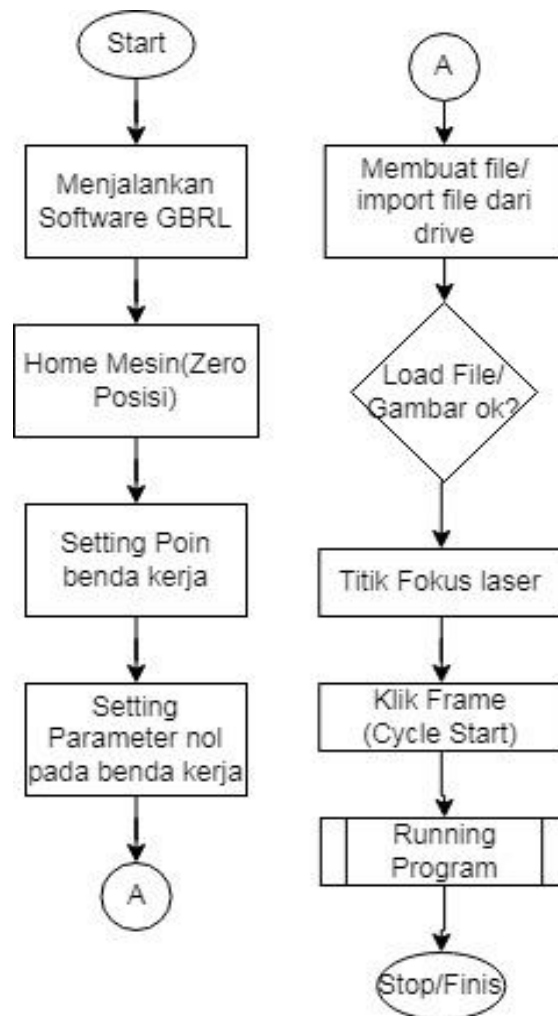 Start
Menjalankan
Software GBRL
Home Mesin(Zero
Posisi)
Setting Poin
benda kerja
Setting
Parameter nol
pada benda kerja
A
A
Membuat file/
import file dari
drive
Load File/
Gambar ok?
Titik Fokus laser
Klik Frame
(Cycle Start)
Running
Program
Stop/Finis